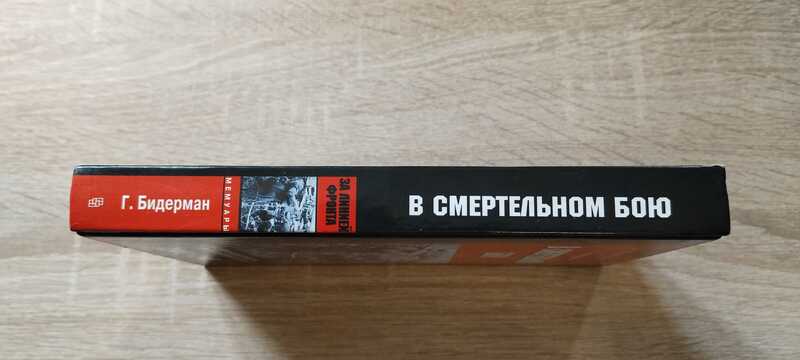 Г. Бидерман
МЕМУАРЫ
ЗА ЛИНИЕЙ
ФРОНТА
В СМЕРТЕЛЬНОМ БОЮ